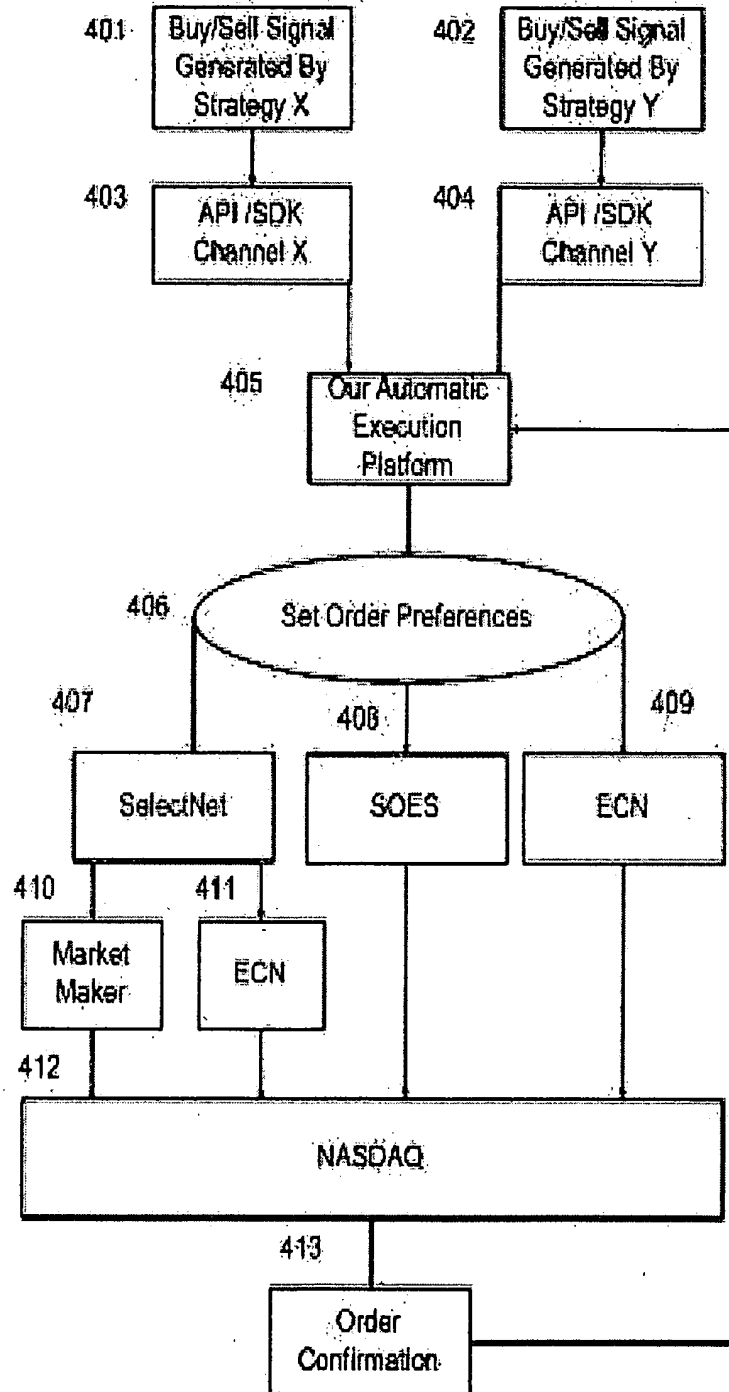 401
Buy/Sell Signal
Generated By
Strategy X
402
Buy/Sell Signal
Generated By
Strategy Y
403
API /SDK
Channel X
404
API /SDK
Channel Y
405
Our Automatic
Execution
Platform
406
Set Order Preferences
407
408
409
SelectNet
SOES
ECN
410
411
Market
Maker
ECN
412
NASDAQ
413
Order
Confirmation